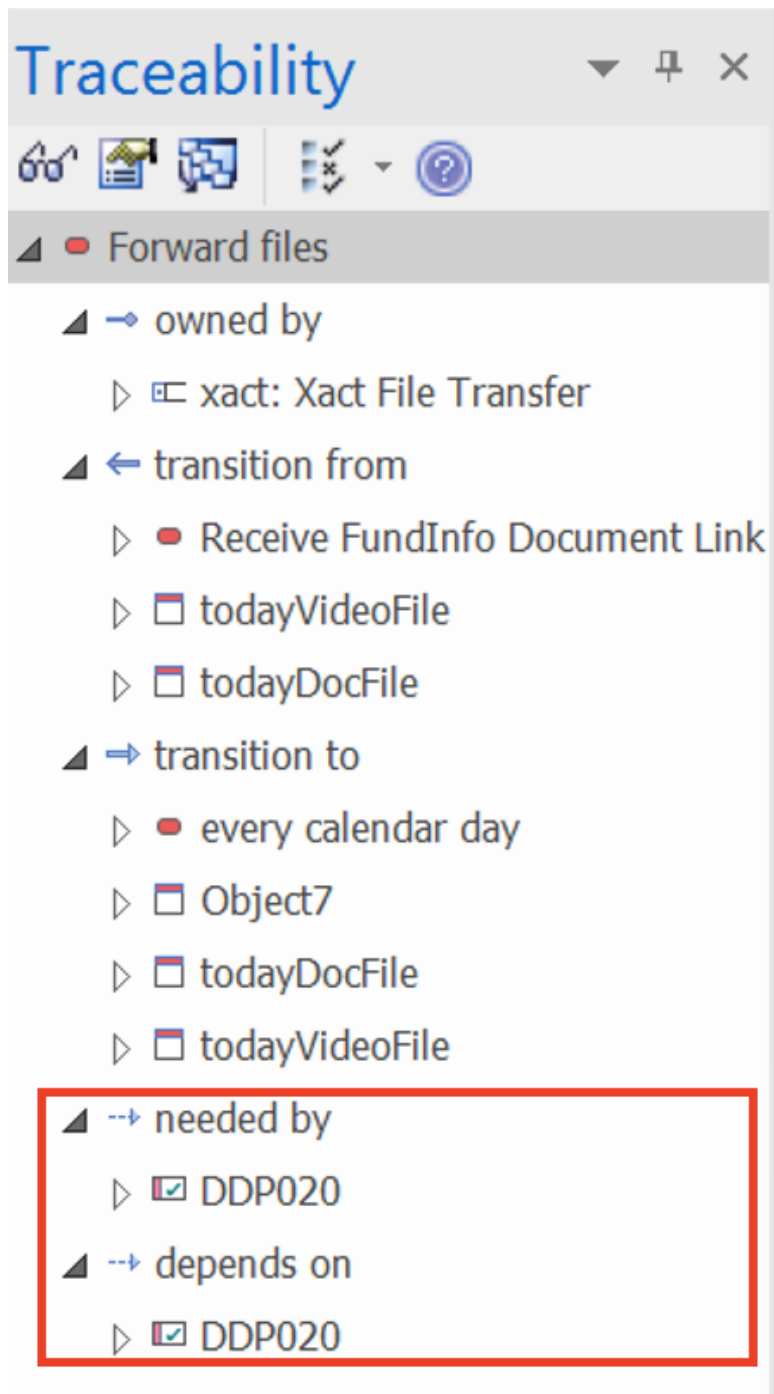 Traceability
Forward files
owned by
xact: Xact File Transfer
transition from
Receive FundInfo Document Link
todayVideoFile
todayDocFile
transition to
every calendar day
Object7
todayDocFile
todayVideoFile
needed by
DDP020
depends on
DDP020